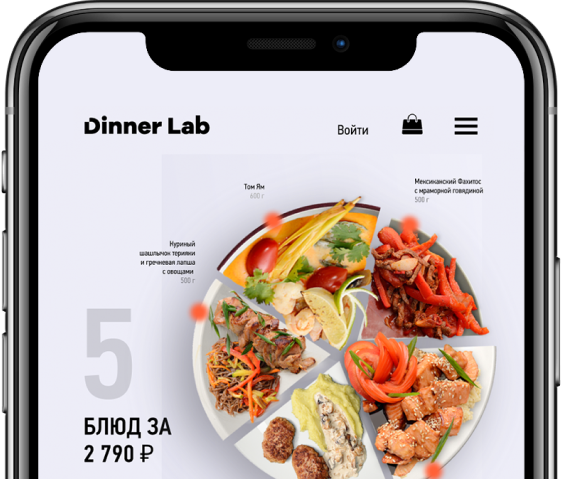 Dinner Lab
Войти
Том Ям
600 г
Мексиканский Фахитос
с мраморной говядиной
500 г
Куриный
шашлычок терияки
и гречневая лапша
с овощами
500 г
5
БЛЮД ЗА
2 790 ₽